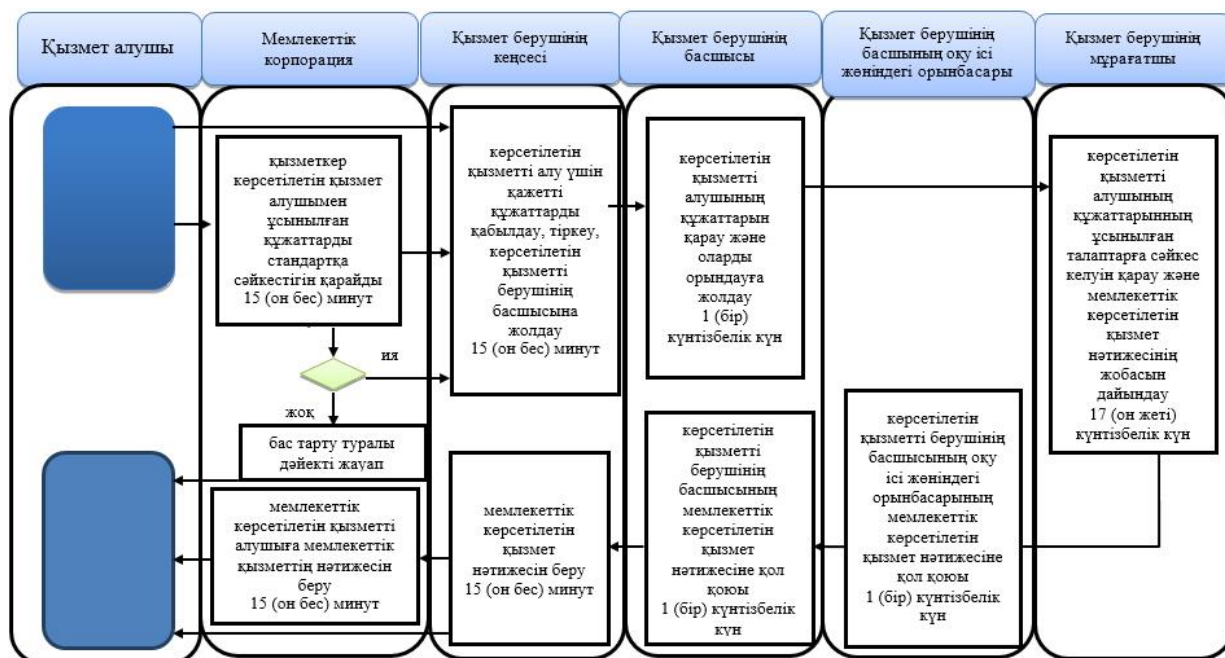 Қызмет алушы
Мемлекеттік
корпорация
Қызмет берушінің
кеңсесі
Қызмет берушінің
басшысы
Қызмет берушінің
басшының оқу ісі
жөніндегі орынбасары
Қызмет берушінің
мұрағатшы
қызметкер
көрсетілетін қызмет
алушымен
ұсынылған
құжаттарды
стандартқа
сәйкестігін қарайды
15 (он бес) минут
ия
жоқ
бас тарту туралы
дәйекті жауап
мемлекеттік
көрсетілетін қызметті
алушыға мемлекеттік
қызметтің нәтижесін
беру
15 (он бес) минут
көрсетілетін
қызметті алу үшін
қажетті
құжаттарды
қабылдау, тіркеу,
көрсетілетін
қызметті
берушінің
басшысына
жолдау
15 (он бес) минут
мемлекеттік
көрсетілетін
қызмет
нәтижесін беру
15 (он бес) минут
көрсетілетін
қызметті
алушының
құжаттарын
қарау және
оларды
орындауға
жолдау
1 (бір)
күнтізбелік күн
көрсетілетін
қызметті
берушінің
басшысының
мемлекеттік
көрсетілетін
қызмет
нәтижесіне қол
қоюы
1 (бір) күнтізбелік
күн
көрсетілетін
қызметті берушінің
басшысының оқу
ісі жөніндегі
орынбасарының
мемлекеттік
көрсетілетін
қызмет нәтижесіне
қол қоюы
1 (бір) күнтізбелік
күн
көрсетілетін
қызметті
алушының
құжаттарынның
ұсынылған
талаптарға сәйкес
келуін қарау және
мемлекеттік
көрсетілетін
қызмет
нәтижесінің
жобасын
дайындау
17 (он жеті)
күнтізбелік күн